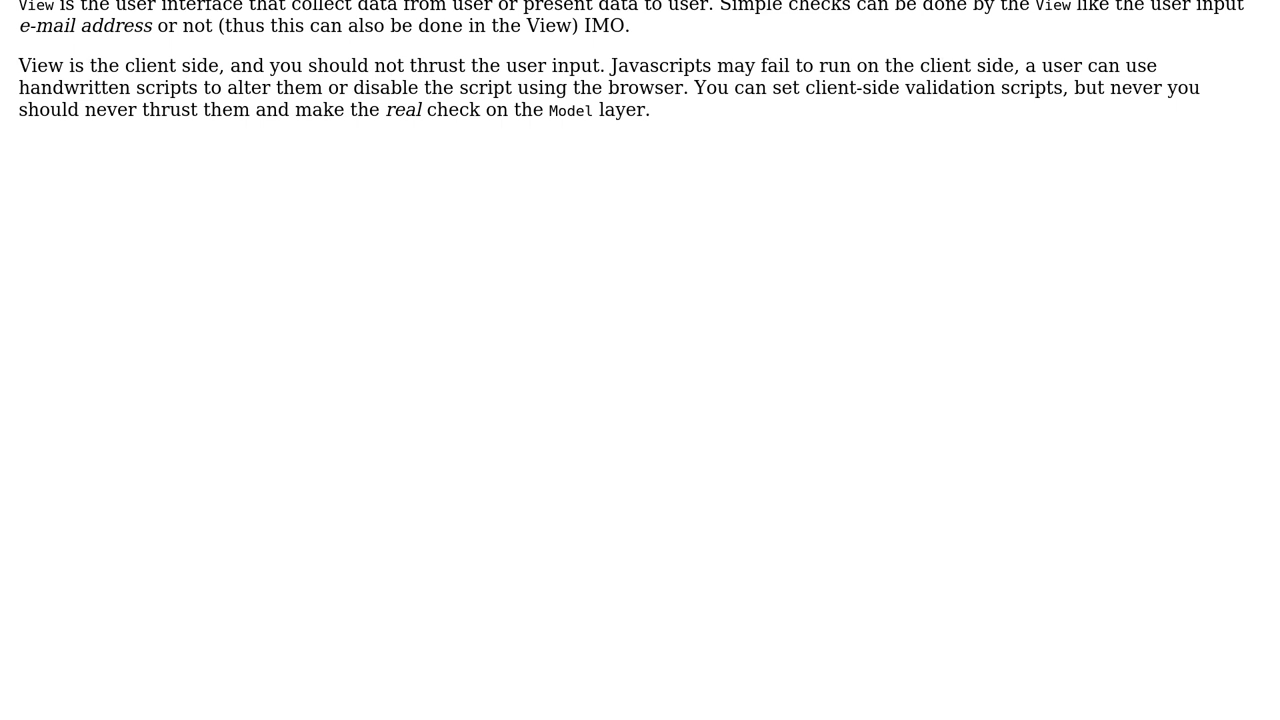 View is the user interface that collect data from user or present data to user. Simple checks can be done by the View like the user input
e-mail address or not (thus this can also be done in the View) IMO.
View is the client side, and you should not thrust the user input. Javascripts may fail to run on the client side, a user can use
handwritten scripts to alter them or disable the script using the browser. You can set client-side validation scripts, but never you
should never thrust them and make the real check on the Model layer.